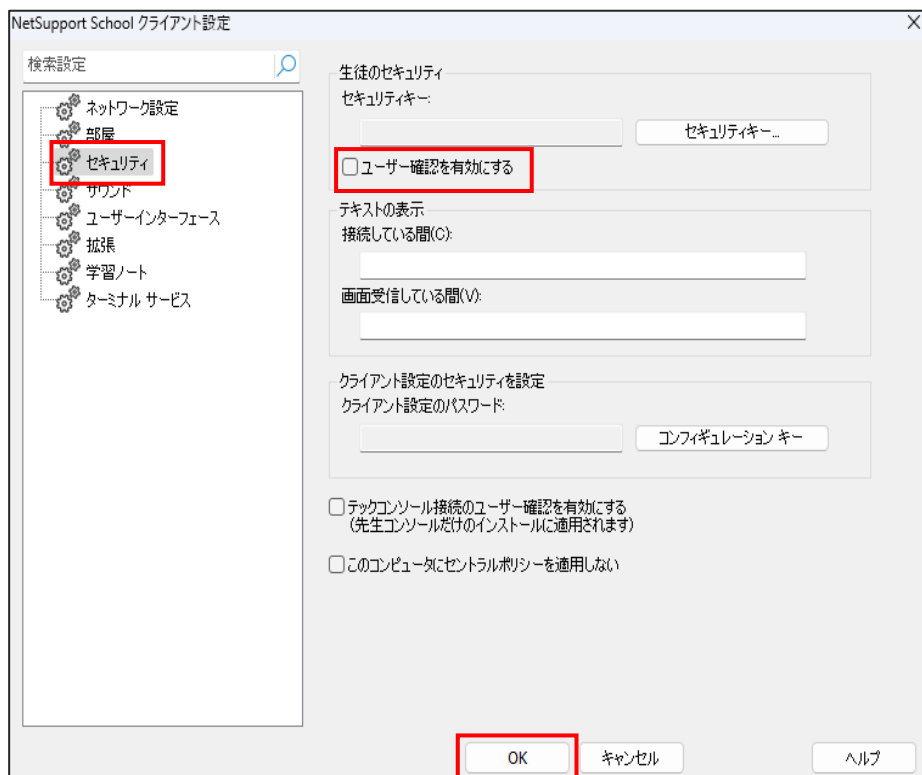 NetSupport School クライアント設定
検索設定
ネットワーク設定
部屋
セキュリティ
サウンド
ユーザーインターフェース
拡張
学習ノート
ターミナル サービス
生徒のセキュリティ
セキュリティキー:
セキュリティキー...
ユーザー確認を有効にする
テキストの表示
接続している間(C):
画面受信している間(V):
クライアント設定のセキュリティを設定
クライアント設定のパスワード:
コンフィギュレーション キー
テックコンソール接続のユーザー確認を有効にする
(先生コンソールだけのインストールに適用されます)
このコンピュータにセントラルポリシーを適用しない
OK
キャンセル
ヘルプ